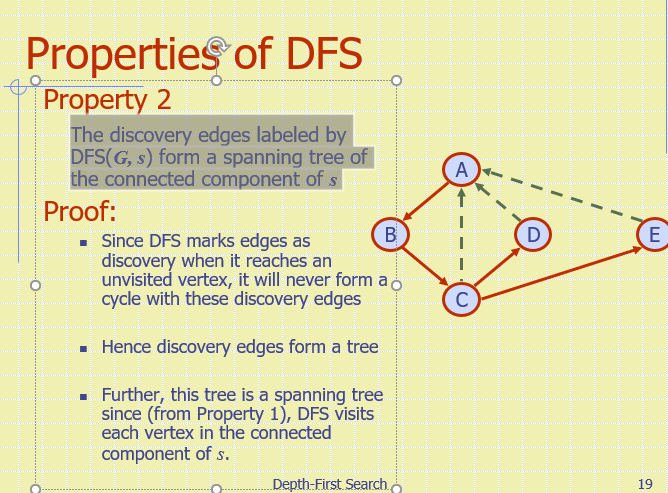 Properties of DFS
Property 2
The discovery edges labeled by
DFS(G, s) form a spanning tree of
the connected component of s
Proof:
Since DFS marks edges as
discovery when it reaches an
unvisited vertex, it will never form a
cycle with these discovery edges
Hence discovery edges form a tree
Further, this tree is a spanning tree
since (from Property 1), DFS visits
each vertex in the connected
component of s.
A
B
D
E
C
Depth-First Search
19